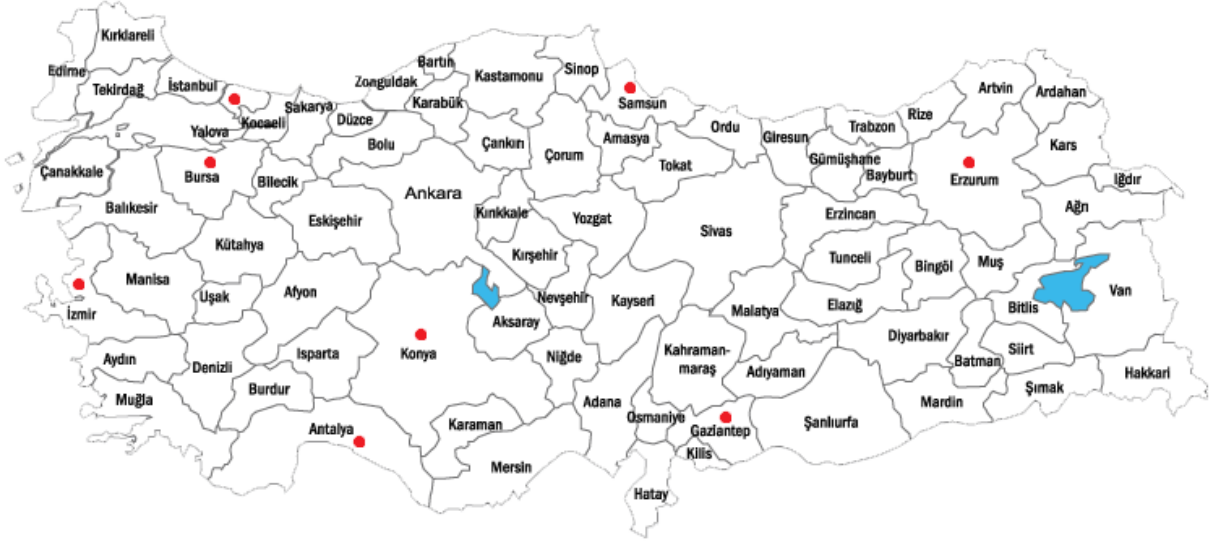 Kırklareli
Edirne
Tekirdağ
İstanbul
Yalova
Kocaeli
Sakarya
Düzce
Zonguldak
Bartın
Karabük
Kastamonu
Sinop
Samsun
Çanakkale
Bursa
Bilecik
Bolu
Çankırı
Çorum
Amasya
Tokat
Ordu
Giresun
Gümüşhane
Trabzon
Bayburt
Rize
Artvin
Ardahan
Kars
Iğdır
Erzurum
Ağrı
Balıkesir
Kütahya
Eskişehir
Ankara
Kırıkkale
Yozgat
Sivas
Erzincan
Kırşehir
Tunceli
Bingöl
Muş
Manisa
İzmir
Uşak
Afyon
Nevşehir
Aksaray
Kayseri
Malatya
Elazığ
Bitlis
Van
Aydın
Denizli
Isparta
Konya
Niğde
Kahraman-
maraş
Adıyaman
Diyarbakır
Batman
Siirt
Şırnak
Hakkari
Muğla
Burdur
Antalya
Karaman
Mersin
Adana
Osmaniye
Gaziantep
Kilis
Şanlıurfa
Mardin
Hatay